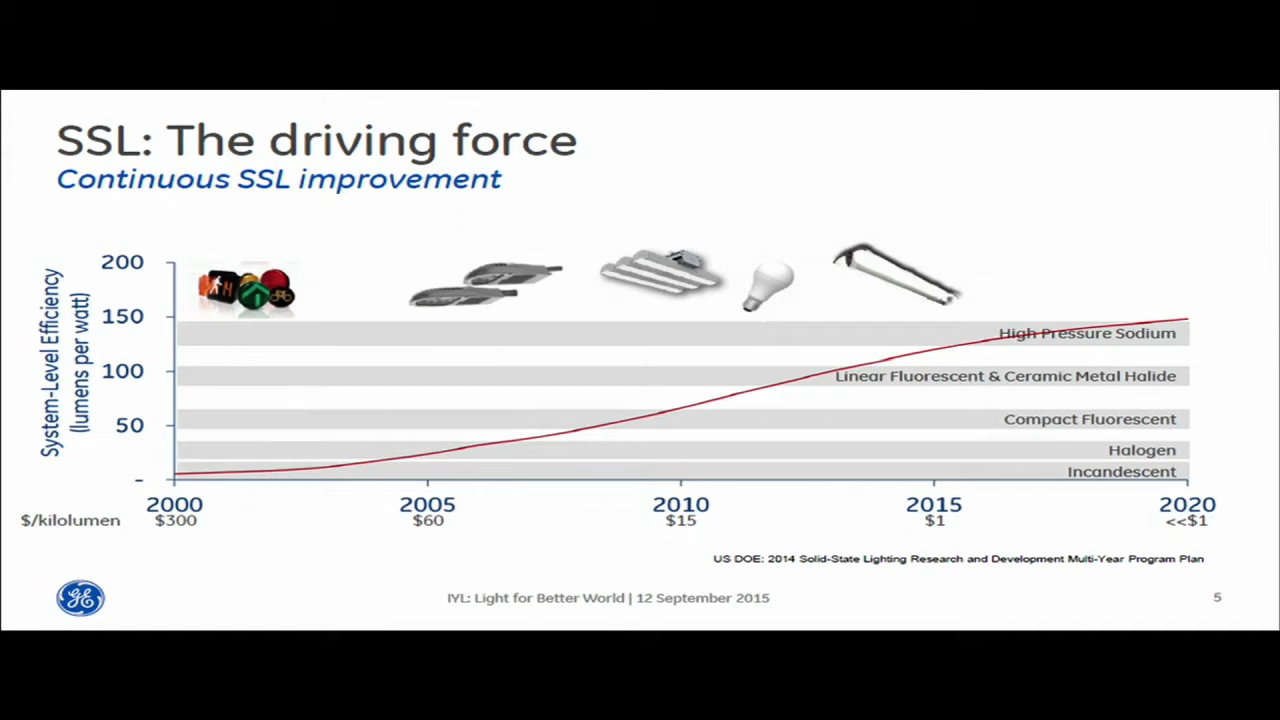 SSL: The driving force
Continuous SSL improvement
System-Level Efficiency
(lumens per watt)
200
150
100
50
-
High Pressure Sodium
Linear Fluorescent & Ceramic Metal Halide
Compact Fluorescent
Halogen
Incandescent
2000 2005 2010 2015 2020
$/kilolumen $300 $60 $15 $1 <<$1
US DOE: 2014 Solid-State Lighting Research and Development Multi-Year Program Plan
GE
IYL: Light for Better World | 12 September 2015
5